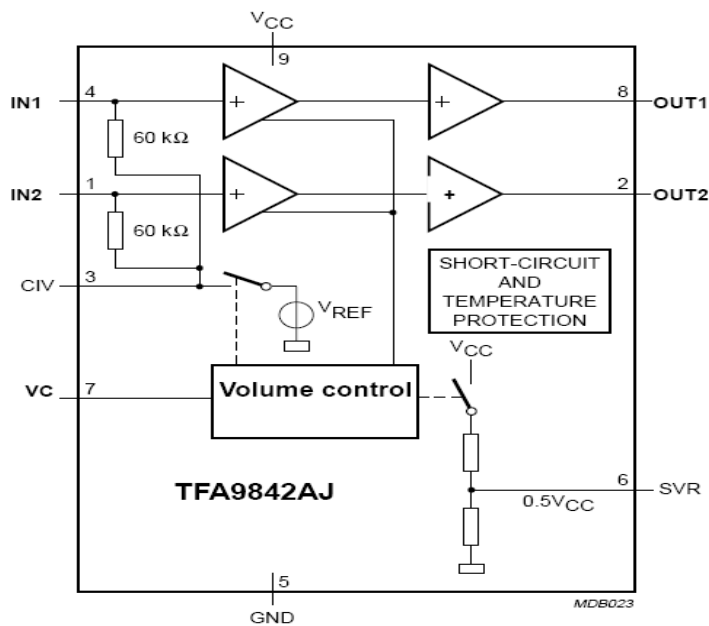 VCC
9
IN1
4
8
OUT1
60 kΩ
IN2
1
2
OUT2
60 kΩ
CIV
3
VREF
SHORT-CIRCUIT
AND
TEMPERATURE
PROTECTION
VCC
VC
7
Volume control
TFA9842AJ
6
SVR
0.5VCC
5
GND
MDB023